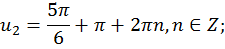 u₂ = 5π/6 + π + 2πn, n ∈ Z;